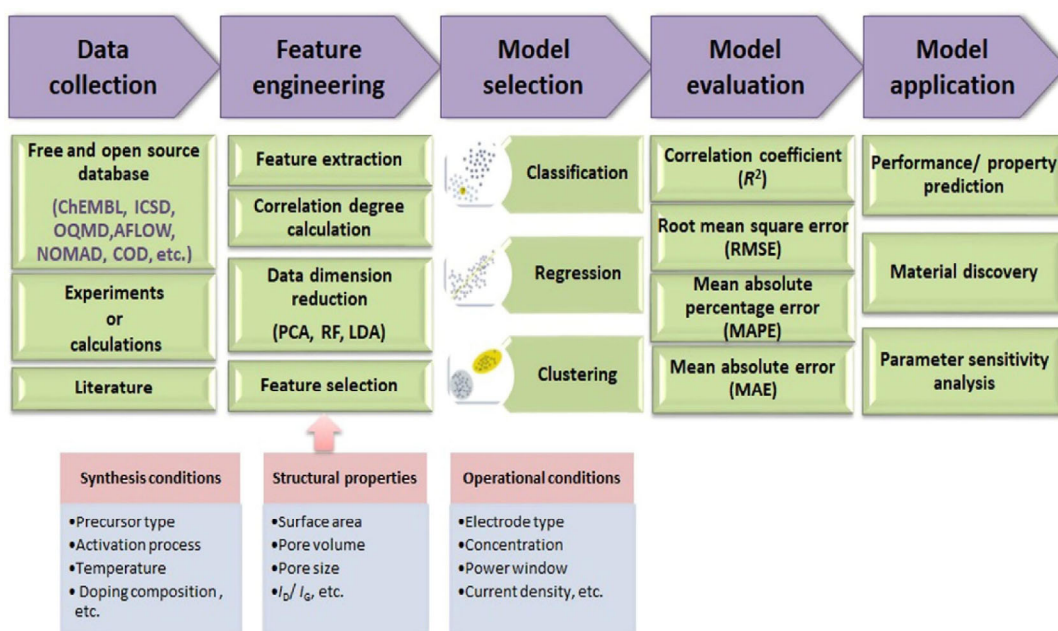 Data
collection
Feature
engineering
Model
selection
Model
evaluation
Model
application
Free and open source
database
(ChEMBL, ICSD,
OQMD,AFLOW,
NOMAD, COD, etc.)
Experiments
or
calculations
Literature
Feature extraction
Correlation degree
calculation
Data dimension
reduction
(PCA, RF, LDA)
Feature selection
Classification
Regression
Clustering
Correlation coefficient
(R²)
Root mean square error
(RMSE)
Mean absolute
percentage error
(MAPE)
Mean absolute error
(MAE)
Performance/ property
prediction
Material discovery
Parameter sensitivity
analysis
Synthesis conditions
•Precursor type
•Activation process
•Temperature
• Doping composition ,
etc.
Structural properties
•Surface area
•Pore volume
•Pore size
•I_D/ I_G, etc.
Operational conditions
•Electrode type
•Concentration
•Power window
•Current density, etc.